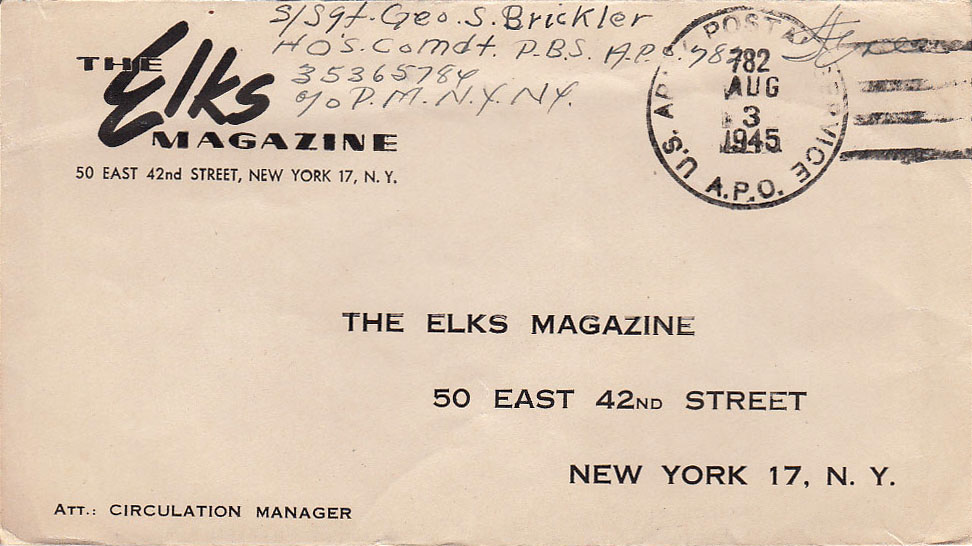 S/Sgt. Geo. S. Brickler
HQ's. Comdt. P.B.S. A.P.O. 782
35365784
c/o P.M. N.Y. N.Y.
THE Elks
MAGAZINE
50 EAST 42nd STREET, NEW YORK 17, N. Y.
U.S. ARMY POSTAL SERVICE
782
AUG
3
1945
A.P.O.
THE ELKS MAGAZINE
50 EAST 42ND STREET
NEW YORK 17, N. Y.
ATT.: CIRCULATION MANAGER